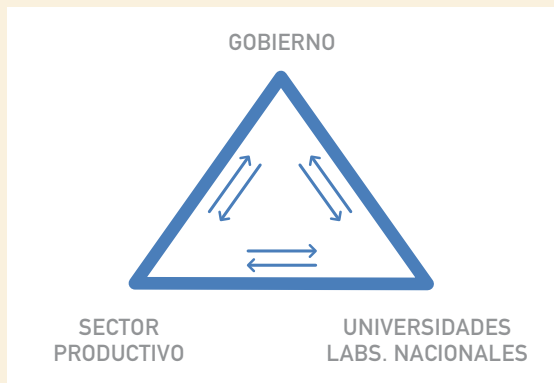 GOBIERNO
SECTOR
PRODUCTIVO
UNIVERSIDADES
LABS. NACIONALES